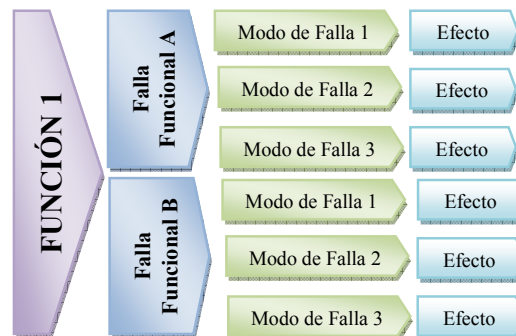 FUNCIÓN 1
Falla
Funcional A
Modo de Falla 1
Efecto
Modo de Falla 2
Efecto
Modo de Falla 3
Efecto
Falla
Funcional B
Modo de Falla 1
Efecto
Modo de Falla 2
Efecto
Modo de Falla 3
Efecto